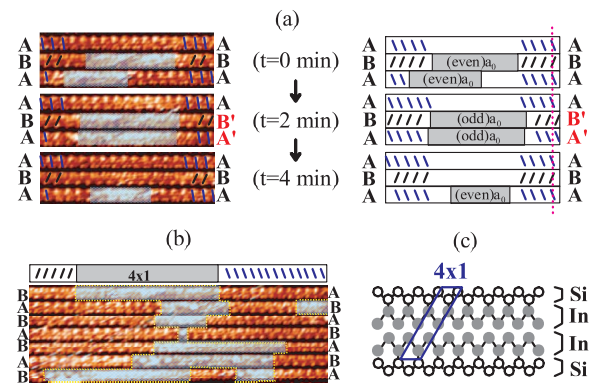 (a)
A A A A
B (t=0 min) B (even)a₀ B
A A A (even)a₀ A
A A A A
B B' (t=2 min) B (odd)a₀ B'
A A' A (odd)a₀ A'
A A A A
B B (t=4 min) B B
A A A (even)a₀ A
(b) (c)
4x1
4x1
B A
A B
B A
A A
B A
A B
B A
Si
In
In
Si